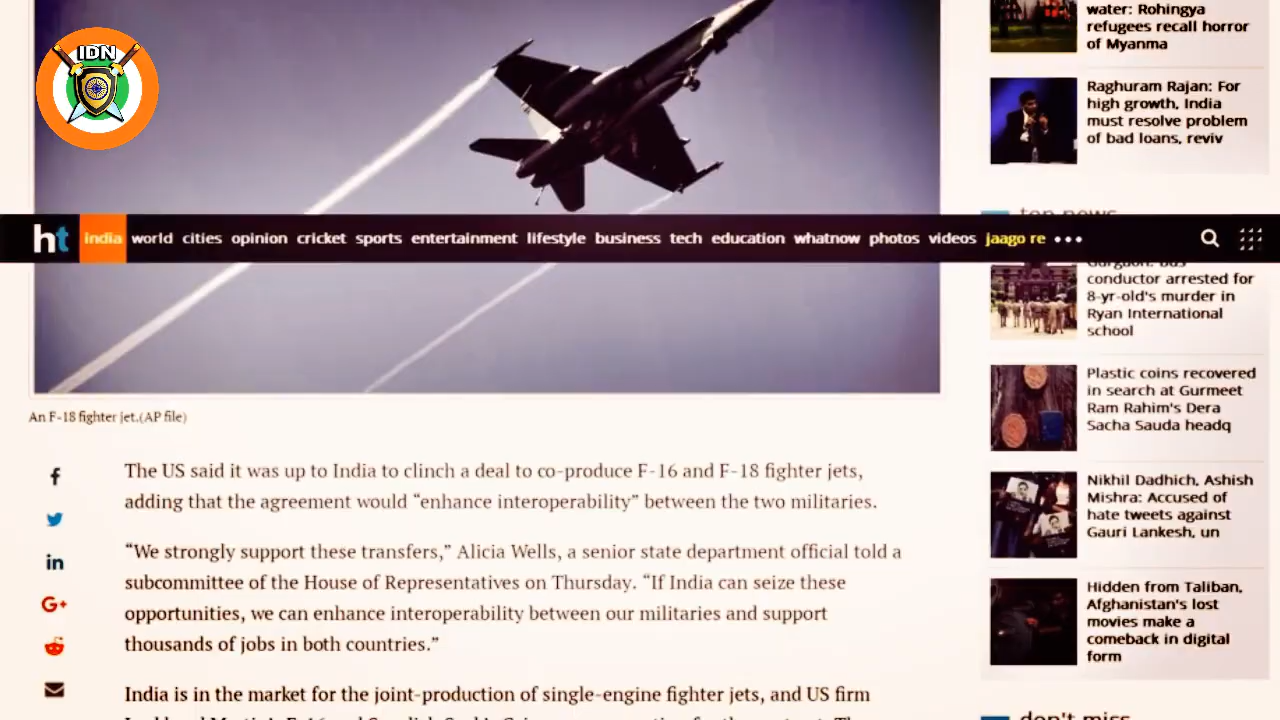 IDN
ht india world cities opinion cricket sports entertainment lifestyle business tech education whatnow photos videos jaago re •••
An F-18 fighter jet.(AP file)
The US said it was up to India to clinch a deal to co-produce F-16 and F-18 fighter jets,
adding that the agreement would “enhance interoperability” between the two militaries.
“We strongly support these transfers,” Alicia Wells, a senior state department official told a
subcommittee of the House of Representatives on Thursday. “If India can seize these
opportunities, we can enhance interoperability between our militaries and support
thousands of jobs in both countries.”
India is in the market for the joint-production of single-engine fighter jets, and US firm
water: Rohingya
refugees recall horror
of Myanma
Raghuram Rajan: For
high growth, India
must resolve problem
of bad loans, reviv
top news
Gurgaon: Bus
conductor arrested for
8-yr-old's murder in
Ryan International
school
Plastic coins recovered
in search at Gurmeet
Ram Rahim's Dera
Sacha Sauda headq
Nikhil Dadhich, Ashish
Mishra: Accused of
hate tweets against
Gauri Lankesh, un
Hidden from Taliban,
Afghanistan's lost
movies make a
comeback in digital
form
don't miss